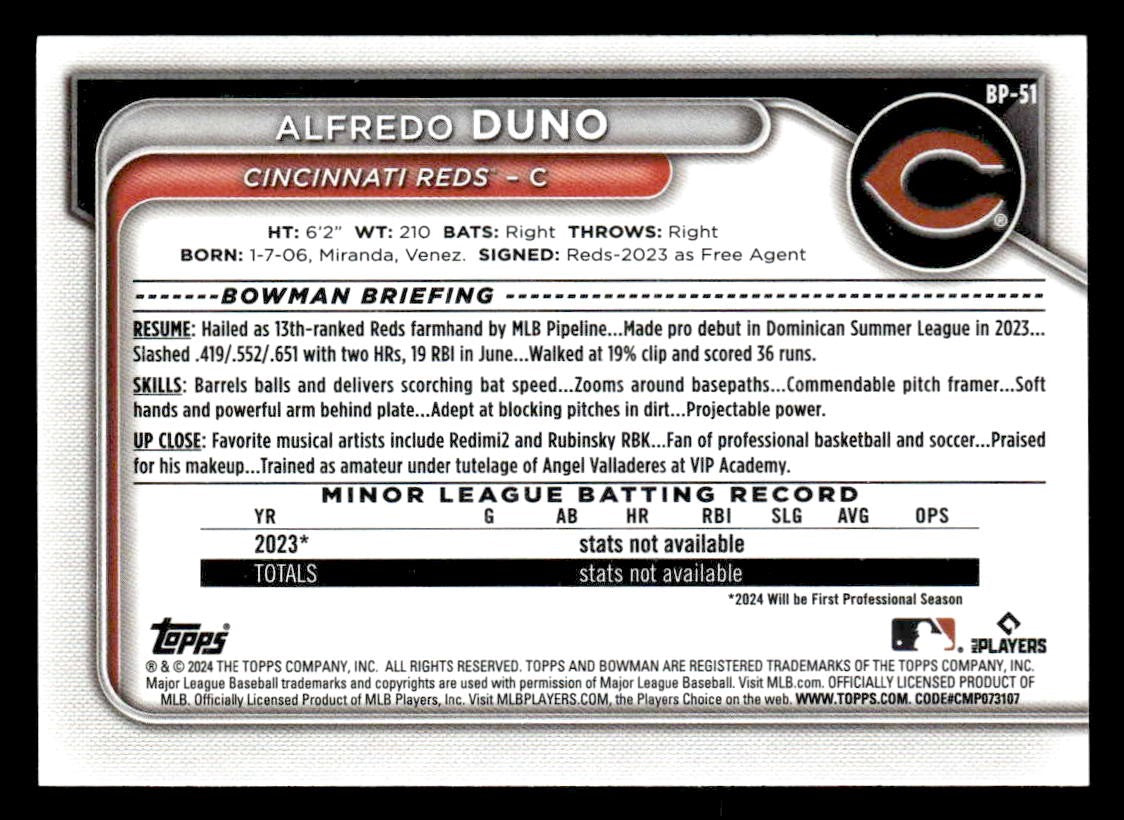 BP-51
ALFREDO DUNO
CINCINNATI REDS™ – C
HT: 6'2" WT: 210 BATS: Right THROWS: Right
BORN: 1-7-06, Miranda, Venez. SIGNED: Reds-2023 as Free Agent
BOWMAN BRIEFING
RESUME: Hailed as 13th-ranked Reds farmhand by MLB Pipeline...Made pro debut in Dominican Summer League in 2023...
Slashed .419/.552/.651 with two HRs, 19 RBI in June...Walked at 19% clip and scored 36 runs.
SKILLS: Barrels balls and delivers scorching bat speed...Zooms around basepaths...Commendable pitch framer...Soft
hands and powerful arm behind plate...Adept at blocking pitches in dirt...Projectable power.
UP CLOSE: Favorite musical artists include Redimi2 and Rubinsky RBK...Fan of professional basketball and soccer...Praised
for his makeup...Trained as amateur under tutelage of Angel Valladeres at VIP Academy.
MINOR LEAGUE BATTING RECORD
YR G AB HR RBI SLG AVG OPS
2023* stats not available
TOTALS stats not available
*2024 Will be First Professional Season
topps®
MLB PLAYERS
® & © 2024 THE TOPPS COMPANY, INC. ALL RIGHTS RESERVED. TOPPS AND BOWMAN ARE REGISTERED TRADEMARKS OF THE TOPPS COMPANY, INC.
Major League Baseball trademarks and copyrights are used with permission of Major League Baseball. Visit MLB.com. OFFICIALLY LICENSED PRODUCT OF
MLB. Officially Licensed Product of MLB Players, Inc. Visit MLBPLAYERS.COM, the Players Choice on the web. WWW.TOPPS.COM. CODE#CMP073107